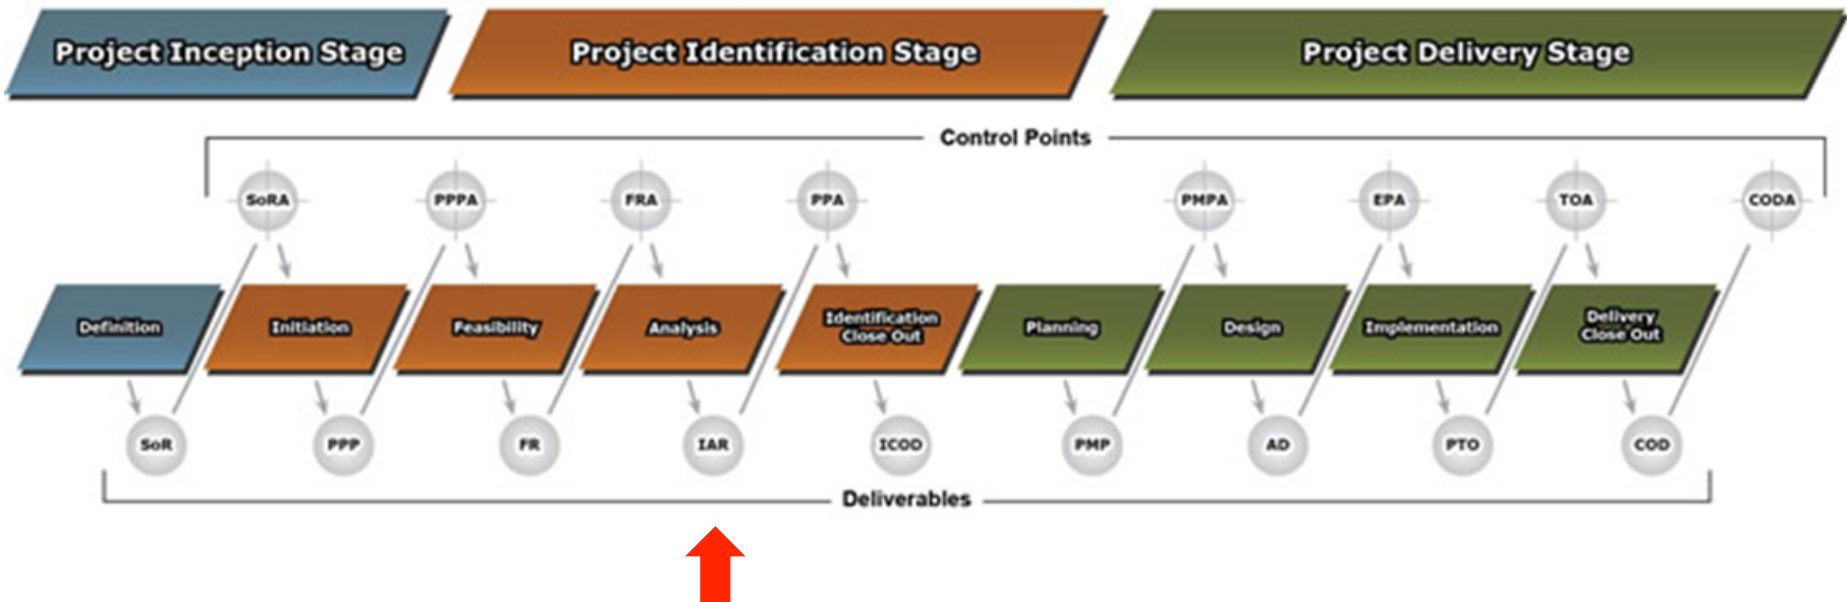 Project Inception Stage
Project Identification Stage
Project Delivery Stage
Control Points
SoRA
PPPA
FRA
PPA
PMPA
EPA
TOA
CODA
Definition
Initiation
Feasibility
Analysis
Identification
Close Out
Planning
Design
Implementation
Delivery
Close Out
SoR
PPP
FR
IAR
ICOD
PMP
AD
PTO
COD
Deliverables